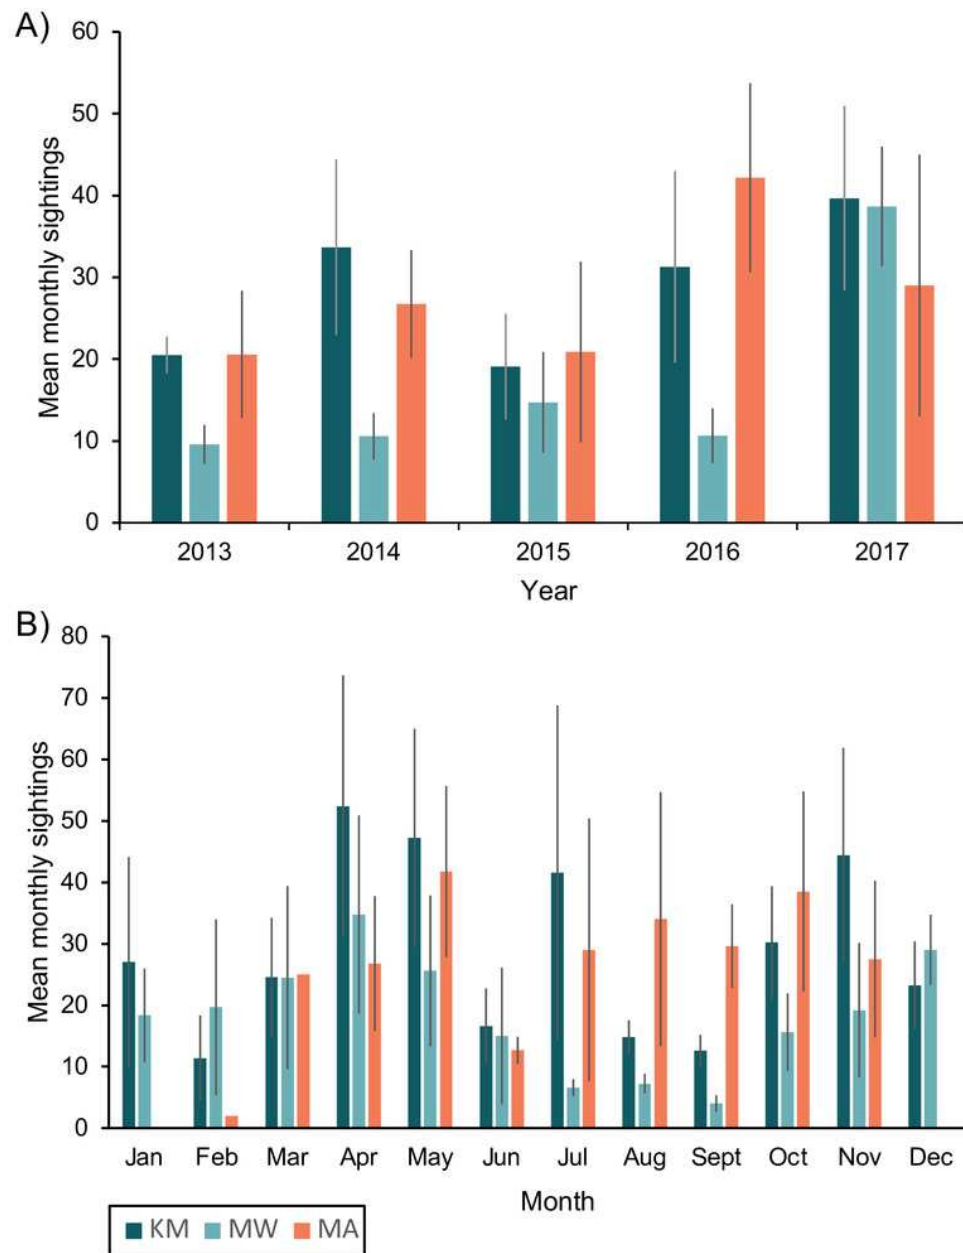 A)
Mean monthly sightings
60
50
40
30
20
10
0
2013 2014 2015 2016 2017
Year
B)
Mean monthly sightings
80
70
60
50
40
30
20
10
0
Jan Feb Mar Apr May Jun Jul Aug Sept Oct Nov Dec
Month
KM MW MA